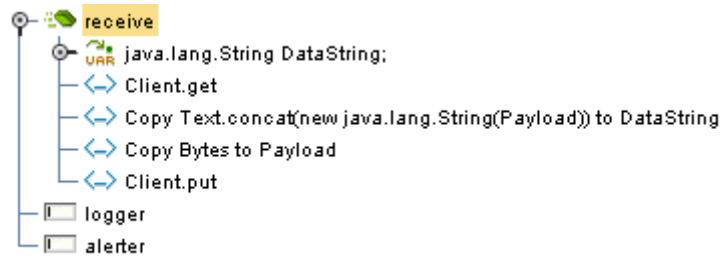 receive
VAR java.lang.String DataString;
Client.get
Copy Text.concat(new java.lang.String(Payload)) to DataString
Copy Bytes to Payload
Client.put
logger
alerter